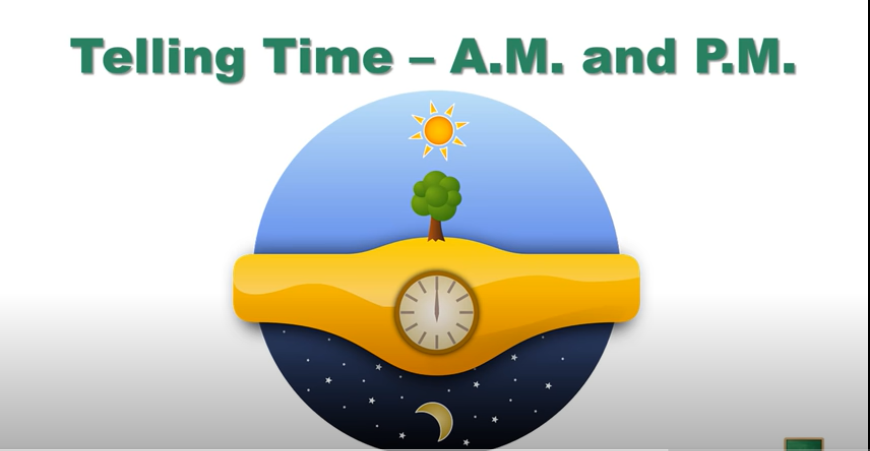 Telling Time – A.M. and P.M.